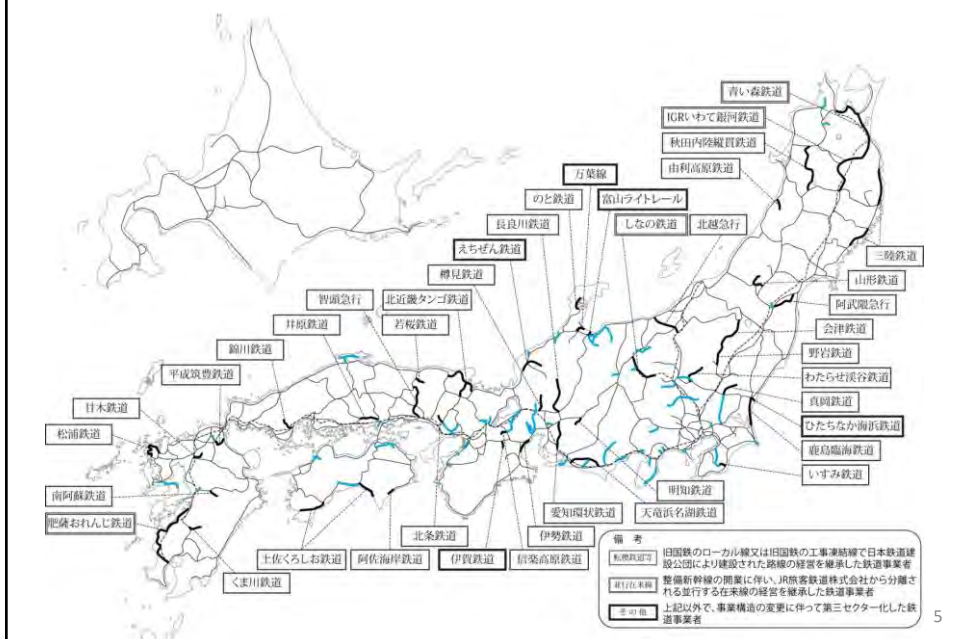 青い森鉄道
IGRいわて銀河鉄道
秋田内陸縦貫鉄道
由利高原鉄道
万葉線
のと鉄道
富山ライトレール
長良川鉄道
しなの鉄道
北越急行
えちぜん鉄道
樽見鉄道
三陸鉄道
智頭急行
北近畿タンゴ鉄道
山形鉄道
井原鉄道
若桜鉄道
阿武隈急行
会津鉄道
錦川鉄道
野岩鉄道
平成筑豊鉄道
わたらせ渓谷鉄道
甘木鉄道
真岡鉄道
松浦鉄道
ひたちなか海浜鉄道
鹿島臨海鉄道
いすみ鉄道
南阿蘇鉄道
明知鉄道
愛知環状鉄道
天竜浜名湖鉄道
肥薩おれんじ鉄道
北条鉄道
伊勢鉄道
土佐くろしお鉄道
阿佐海岸鉄道
伊賀鉄道
信楽高原鉄道
くま川鉄道
備 考
転換鉄道等
旧国鉄のローカル線又は旧国鉄の工事凍結線で日本鉄道建
設公団により建設された路線の経営を継承した鉄道事業者
並行在来線
整備新幹線の開業に伴い、JR旅客鉄道株式会社から分離さ
れる並行する在来線の経営を継承した鉄道事業者
その他
上記以外で、事業構造の変更に伴って第三セクター化した鉄
道事業者
5